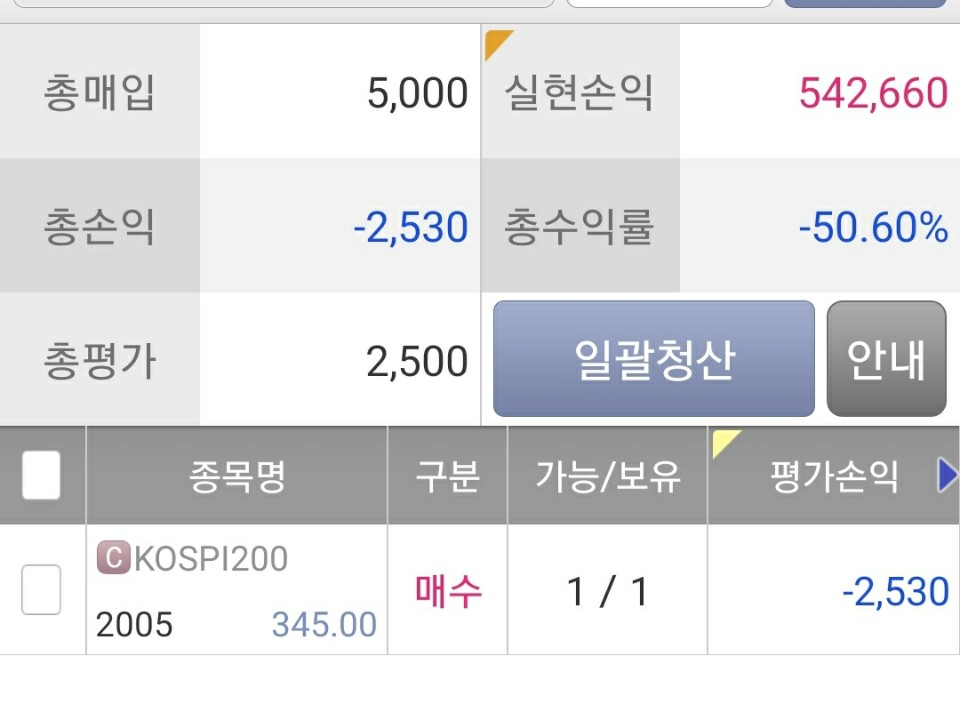 총매입 5,000 실현손익 542,660
총손익 -2,530 총수익률 -50.60%
총평가 2,500 일괄청산 안내
종목명 구분 가능/보유 평가손익
C KOSPI200
2005 345.00 매수 1 / 1 -2,530